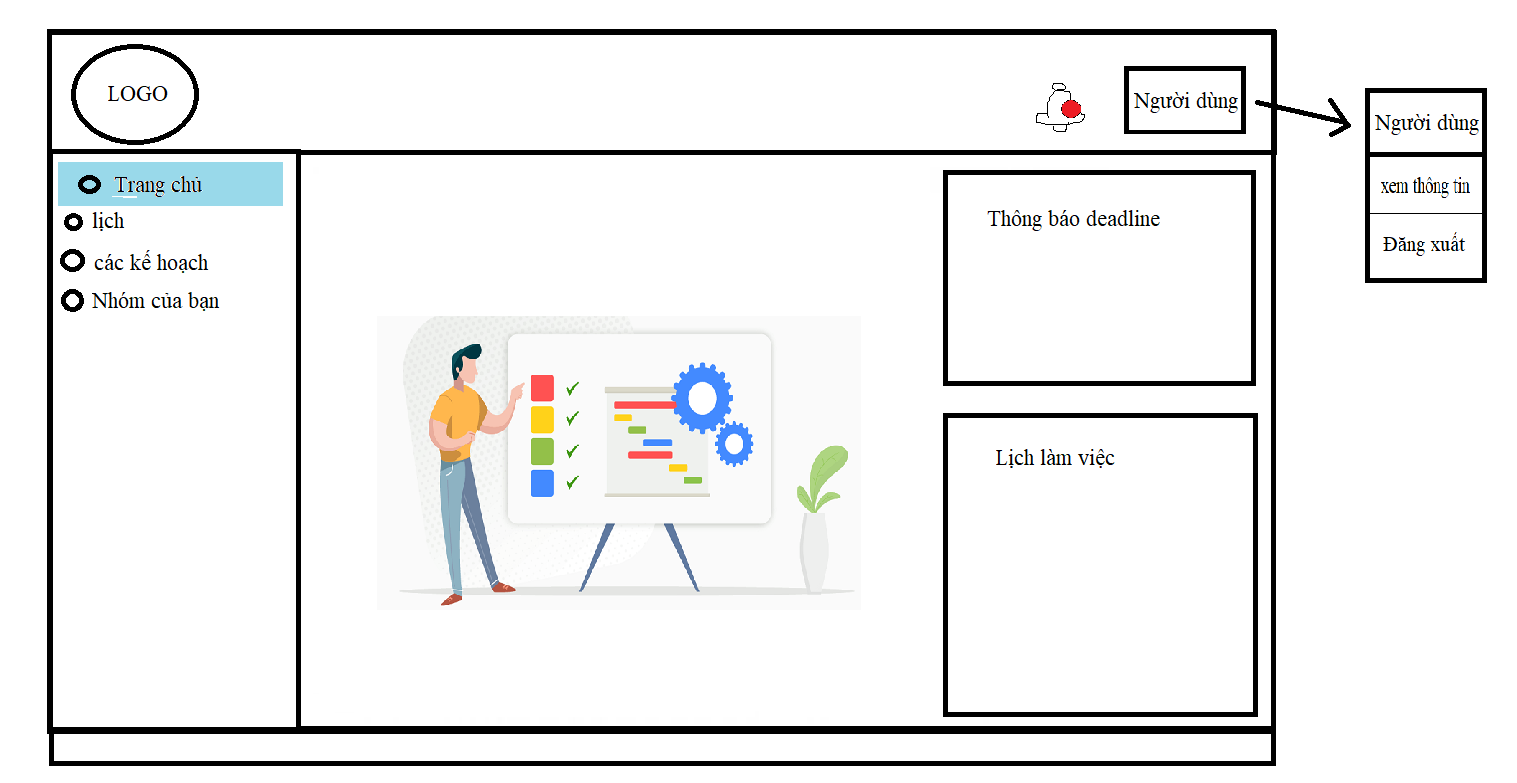 LOGO
Người dùng
Người dùng
xem thông tin
Đăng xuất
Trang chủ
lịch
các kế hoạch
Nhóm của bạn
Thông báo deadline
Lịch làm việc